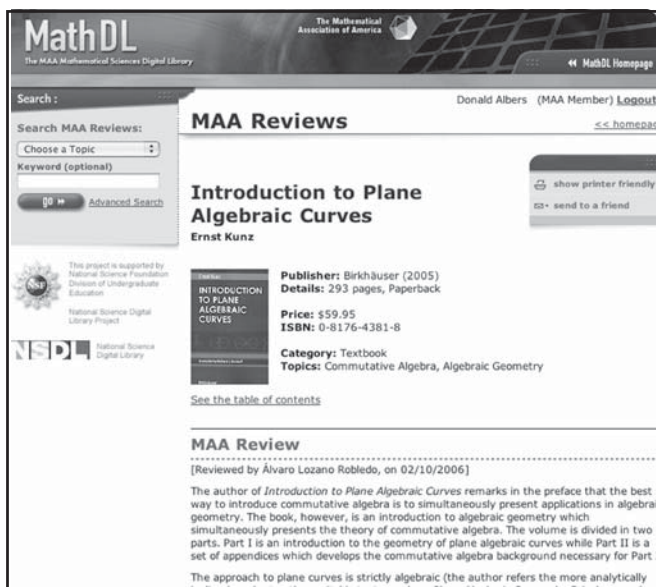 MathDL
The MAA Mathematical Sciences Digital Library
The Mathematical
Association of America
MathDL Homepage
Search :
Search MAA Reviews:
Choose a Topic
Keyword (optional)
go
Advanced Search
This project is supported by
National Science Foundation
Division of Undergraduate
Education
National Science Digital
Library Project
NSF
NSDL
National Science
Digital Library
Donald Albers (MAA Member) Logout
MAA Reviews
<< homepag
show printer friendly
send to a friend
Introduction to Plane
Algebraic Curves
Ernst Kunz
INTRODUCTION
TO PLANE
ALGEBRAIC
CURVES
Publisher: Birkhäuser (2005)
Details: 293 pages, Paperback
Price: $59.95
ISBN: 0-8176-4381-8
Category: Textbook
Topics: Commutative Algebra, Algebraic Geometry
See the table of contents
MAA Review
[Reviewed by Álvaro Lozano Robledo, on 02/10/2006]
The author of Introduction to Plane Algebraic Curves remarks in the preface that the best
way to introduce commutative algebra is to simultaneously present applications in algebrai
geometry. The book, however, is an introduction to algebraic geometry which
simultaneously presents the theory of commutative algebra. The volume is divided in two
parts. Part I is an introduction to the geometry of plane algebraic curves while Part II is a
set of appendices which develops the commutative algebra background necessary for Part
The approach to plane curves is strictly algebraic (the author refers the more analytically